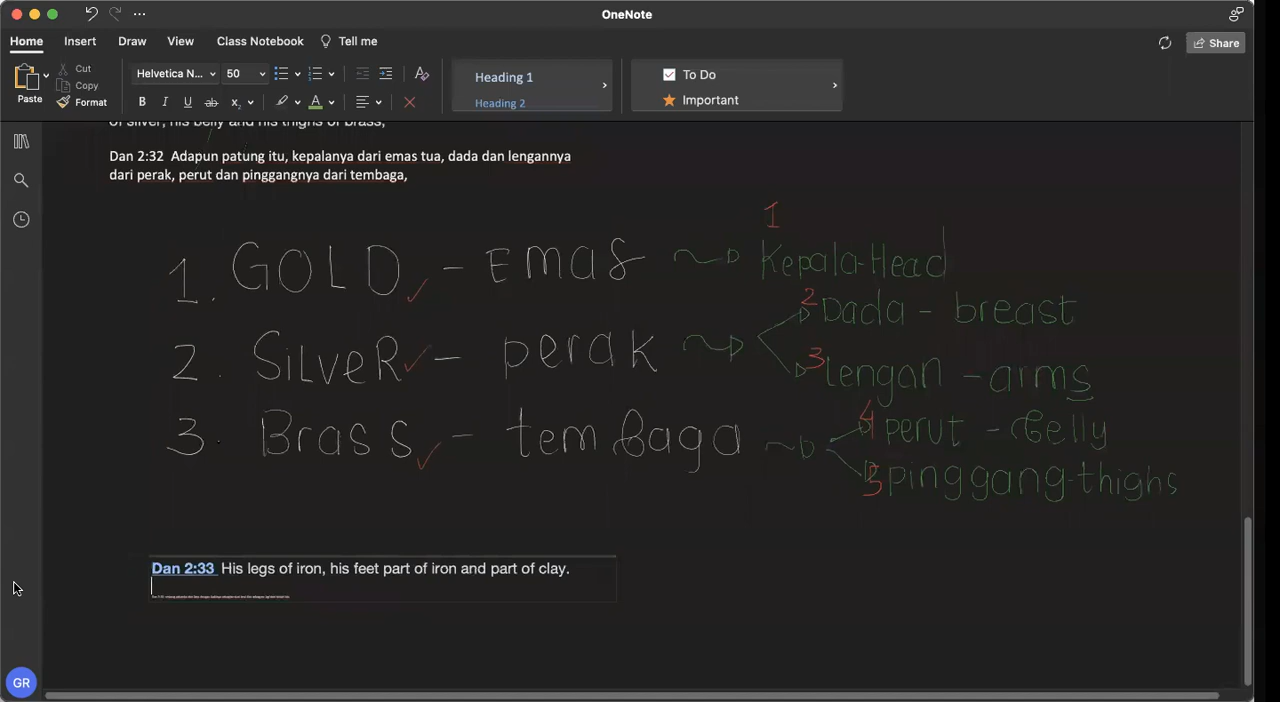 OneNote
Home Insert Draw View Class Notebook Tell me
Share
Paste
Cut
Copy
Format
Helvetica N... 50
B I U ab x₂ A
Heading 1
Heading 2
To Do
Important
of silver, his belly and his thighs of brass,
Dan 2:32 Adapun patung itu, kepalanya dari emas tua, dada dan lengannya
dari perak, perut dan pinggangnya dari tembaga,
1
1. GOLD - Emas Kepala-Head
2 Dada - breast
2. SilveR - perak
3 Lengan - arms
3. Brass - tembaga
4 perut - Belly
5 pinggang-thighs
Dan 2:33 His legs of iron, his feet part of iron and part of clay.
GR